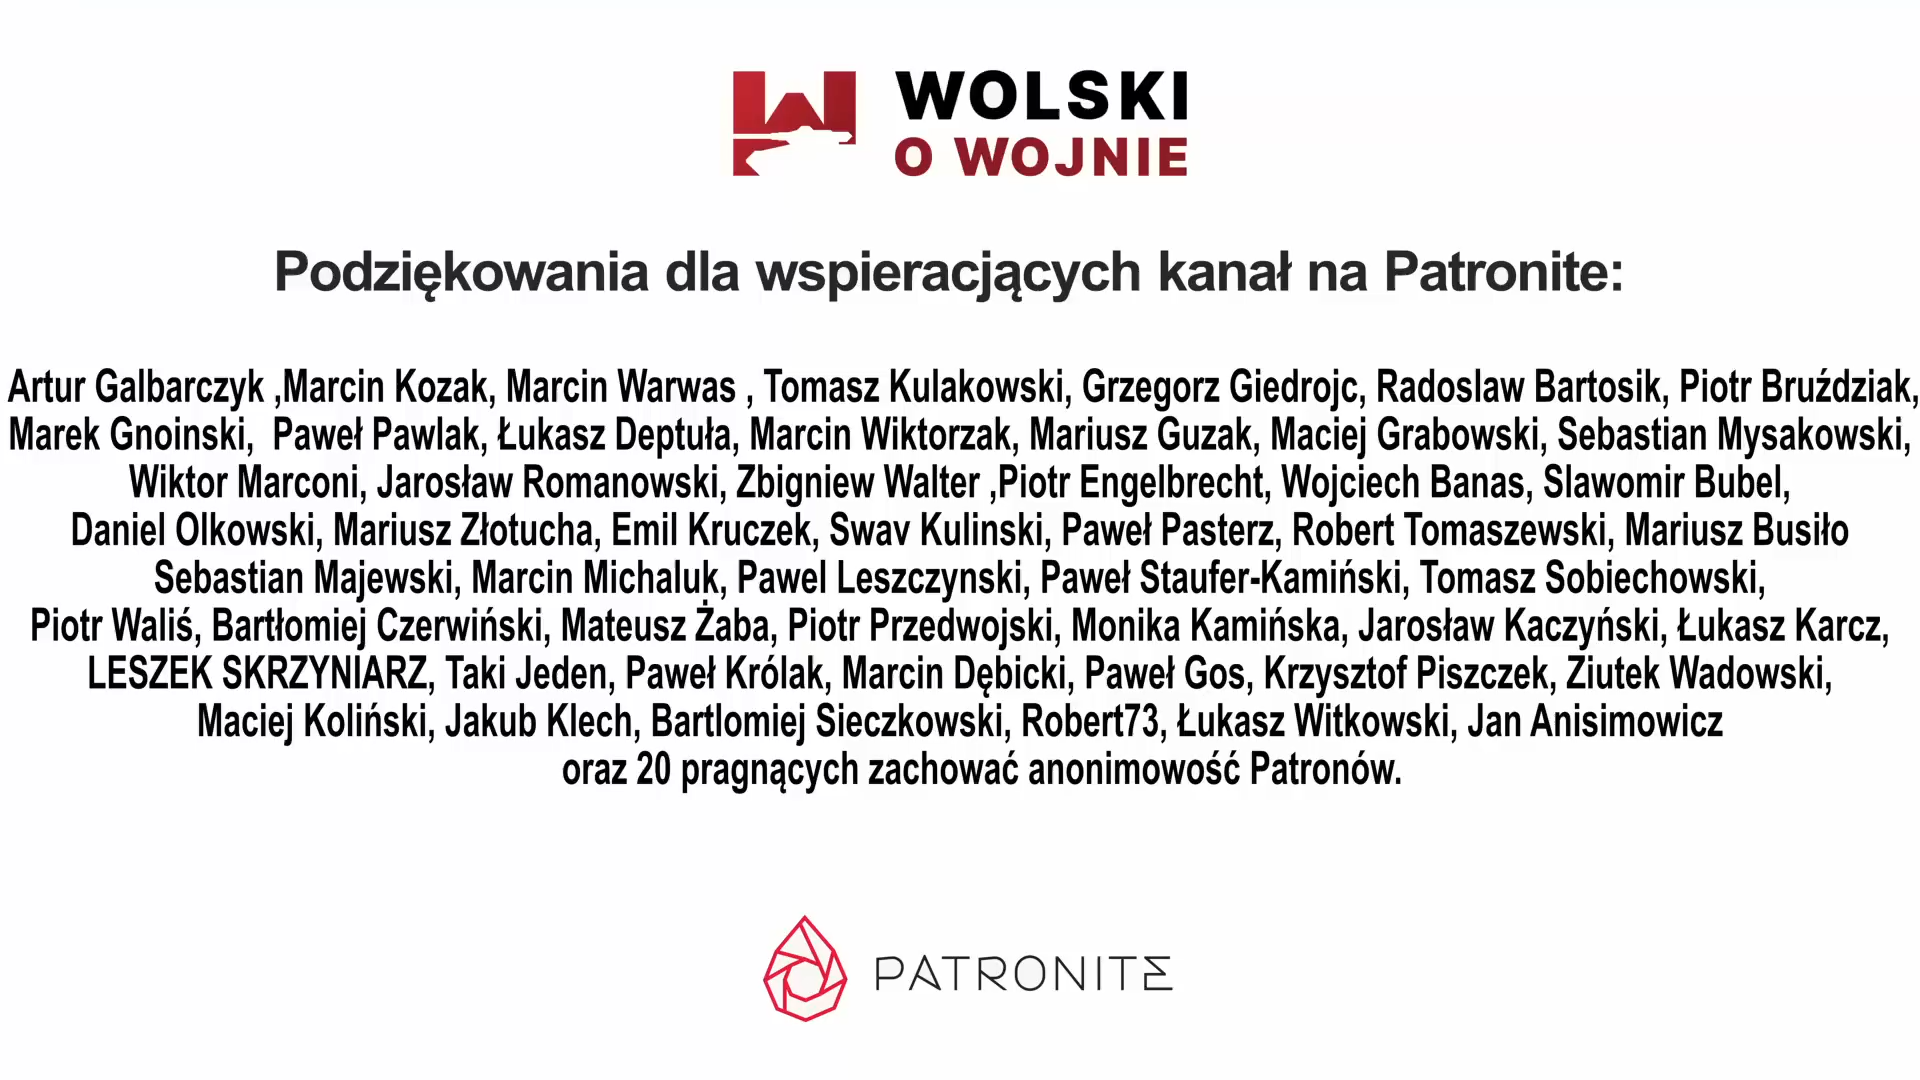 WOLSKI
O WOJNIE
Podziękowania dla wspieracjących kanał na Patronite:
Artur Galbarczyk ,Marcin Kozak, Marcin Warwas , Tomasz Kulakowski, Grzegorz Giedrojc, Radoslaw Bartosik, Piotr Bruździak,
Marek Gnoinski,  Paweł Pawlak, Łukasz Deptuła, Marcin Wiktorzak, Mariusz Guzak, Maciej Grabowski, Sebastian Mysakowski,
Wiktor Marconi, Jarosław Romanowski, Zbigniew Walter ,Piotr Engelbrecht, Wojciech Banas, Slawomir Bubel,
Daniel Olkowski, Mariusz Złotucha, Emil Kruczek, Swav Kulinski, Paweł Pasterz, Robert Tomaszewski, Mariusz Busiło
Sebastian Majewski, Marcin Michaluk, Pawel Leszczynski, Paweł Staufer-Kamiński, Tomasz Sobiechowski,
Piotr Waliś, Bartłomiej Czerwiński, Mateusz Żaba, Piotr Przedwojski, Monika Kamińska, Jarosław Kaczyński, Łukasz Karcz,
LESZEK SKRZYNIARZ, Taki Jeden, Paweł Królak, Marcin Dębicki, Paweł Gos, Krzysztof Piszczek, Ziutek Wadowski,
Maciej Koliński, Jakub Klech, Bartlomiej Sieczkowski, Robert73, Łukasz Witkowski, Jan Anisimowicz
oraz 20 pragnących zachować anonimowość Patronów.
PATRONITE